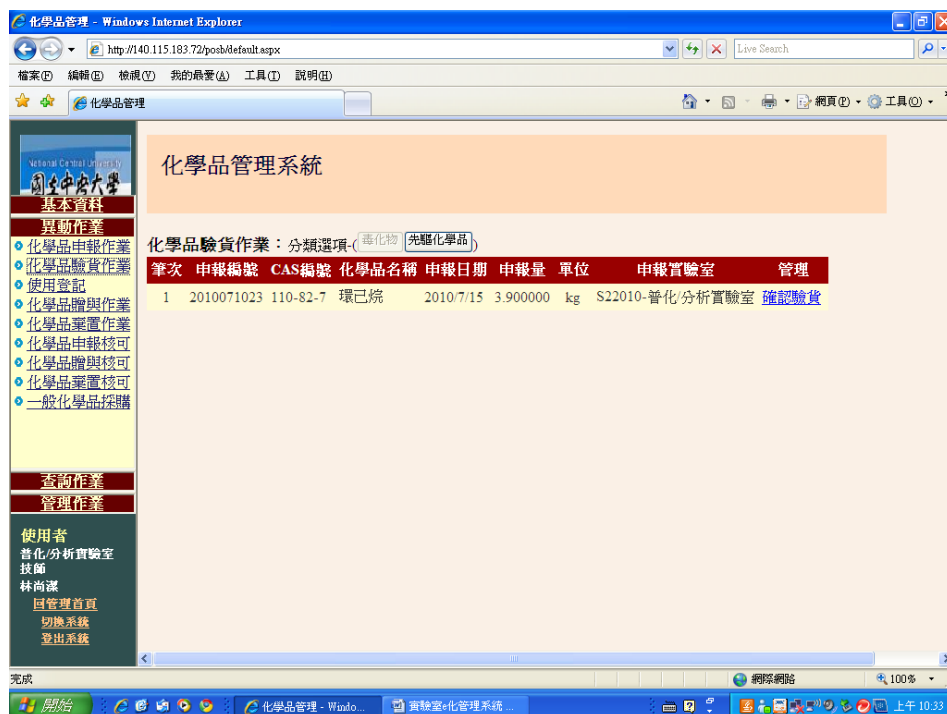 化學品管理 - Windows Internet Explorer
http://140.115.183.72/posb/default.aspx
Live Search
檔案(F) 編輯(E) 檢視(V) 我的最愛(A) 工具(T) 說明(H)
化學品管理
網頁(P) 工具(O)
National Central University
國立中央大學
化學品管理系統
基本資料
異動作業
化學品申報作業
化學品驗貨作業
使用登記
化學品贈與作業
化學品棄置作業
化學品申報核可
化學品贈與核可
化學品棄置核可
一般化學品採購
查詢作業
管理作業
使用者
普化/分析實驗室
技師
林尚潔
回管理首頁
切換系統
登出系統
化學品驗貨作業：分類選項-(毒化物 先驅化學品)
筆次 申報編號 CAS編號 化學品名稱 申報日期 申報量 單位 申報實驗室 管理
1 2010071023 110-82-7 環己烷 2010/7/15 3.900000 kg S22010-普化/分析實驗室 確認驗貨
完成
網際網路
100%
開始
化學品管理 - Windo...
實驗室e化管理系統 ...
上午 10:33